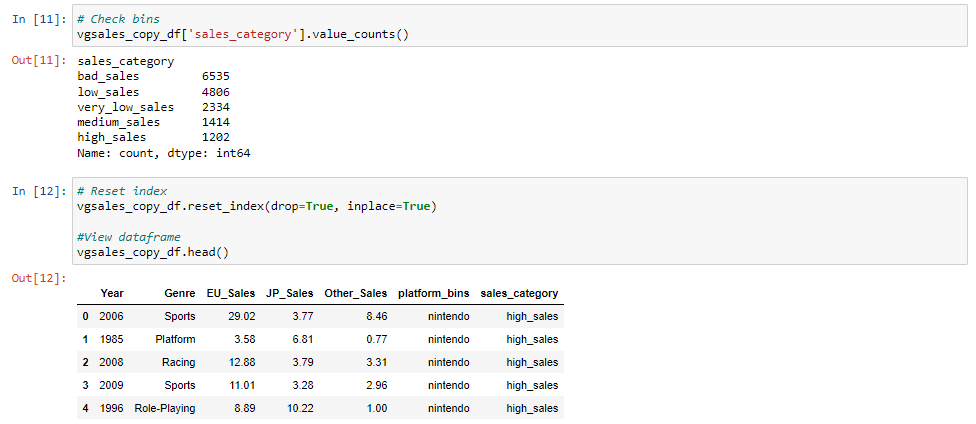 In [11]: # Check bins
vgsales_copy_df['sales_category'].value_counts()
Out[11]: sales_category
bad_sales 6535
low_sales 4806
very_low_sales 2334
medium_sales 1414
high_sales 1202
Name: count, dtype: int64
In [12]: # Reset index
vgsales_copy_df.reset_index(drop=True, inplace=True)
#View dataframe
vgsales_copy_df.head()
Out[12]:
Year Genre EU_Sales JP_Sales Other_Sales platform_bins sales_category
0 2006 Sports 29.02 3.77 8.46 nintendo high_sales
1 1985 Platform 3.58 6.81 0.77 nintendo high_sales
2 2008 Racing 12.88 3.79 3.31 nintendo high_sales
3 2009 Sports 11.01 3.28 2.96 nintendo high_sales
4 1996 Role-Playing 8.89 10.22 1.00 nintendo high_sales